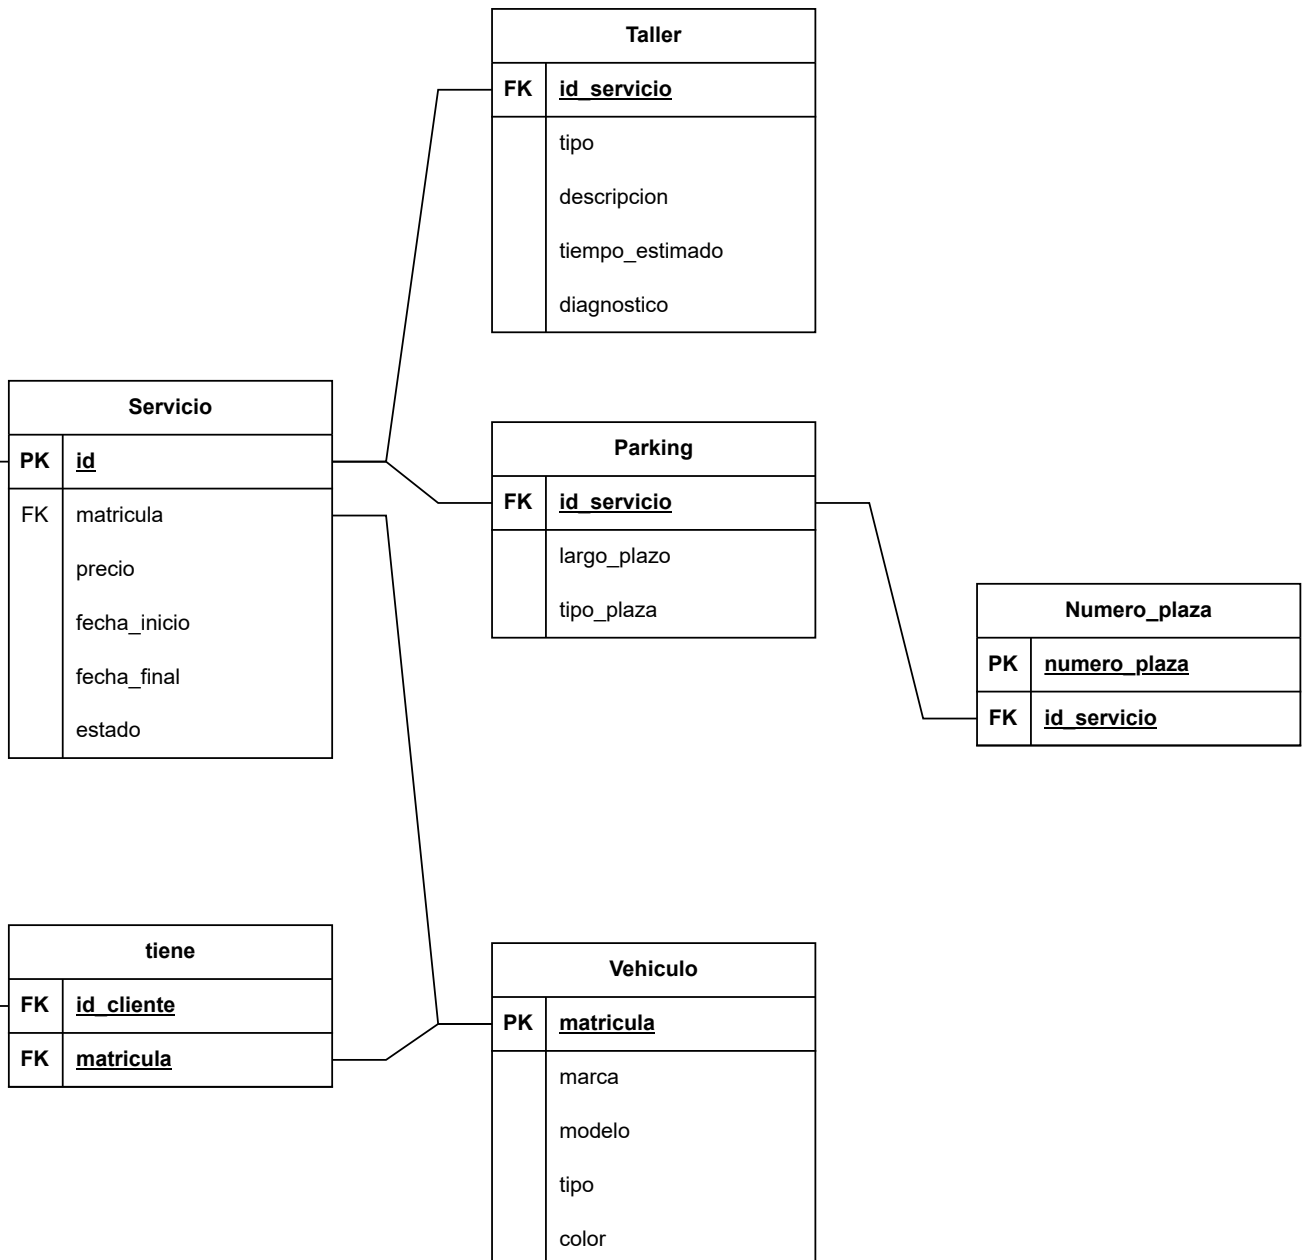 Taller
FK id_servicio
tipo
descripcion
tiempo_estimado
diagnostico
Servicio
PK id
FK matricula
precio
fecha_inicio
fecha_final
estado
Parking
FK id_servicio
largo_plazo
tipo_plaza
Numero_plaza
PK numero_plaza
FK id_servicio
tiene
FK id_cliente
FK matricula
Vehiculo
PK matricula
marca
modelo
tipo
color